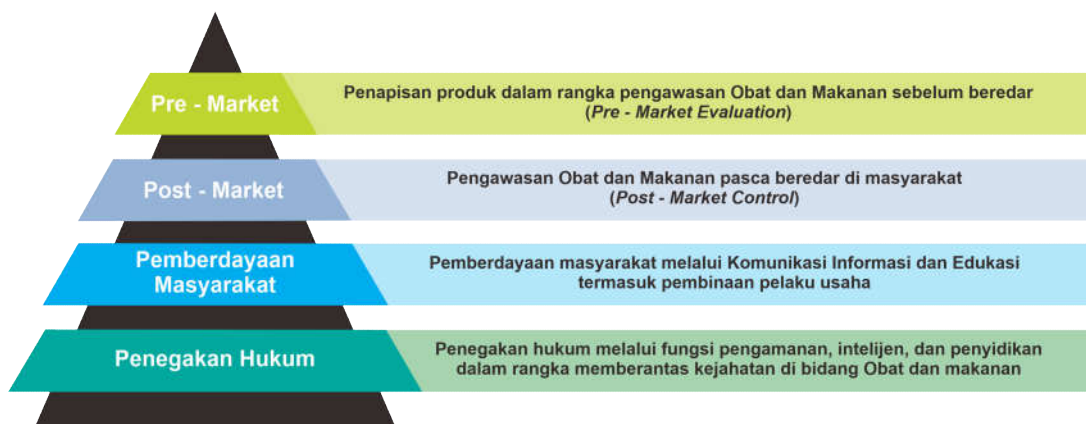 Pre - Market
Penapisan produk dalam rangka pengawasan Obat dan Makanan sebelum beredar
(Pre - Market Evaluation)
Post - Market
Pengawasan Obat dan Makanan pasca beredar di masyarakat
(Post - Market Control)
Pemberdayaan
Masyarakat
Pemberdayaan masyarakat melalui Komunikasi Informasi dan Edukasi
termasuk pembinaan pelaku usaha
Penegakan Hukum
Penegakan hukum melalui fungsi pengamanan, intelijen, dan penyidikan
dalam rangka memberantas kejahatan di bidang Obat dan makanan